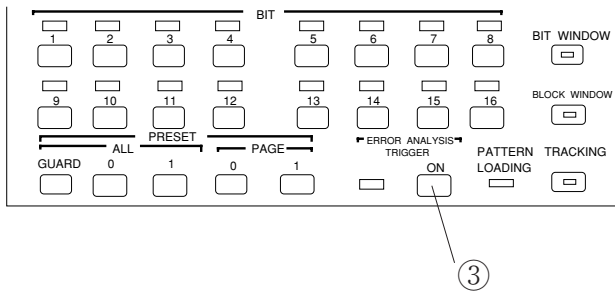 BIT
1 2 3 4 5 6 7 8 BIT WINDOW
9 10 11 12 13 14 15 16 BLOCK WINDOW
PRESET
ALL PAGE ERROR ANALYSIS
TRIGGER
GUARD 0 1 0 1 ON PATTERN LOADING TRACKING
③